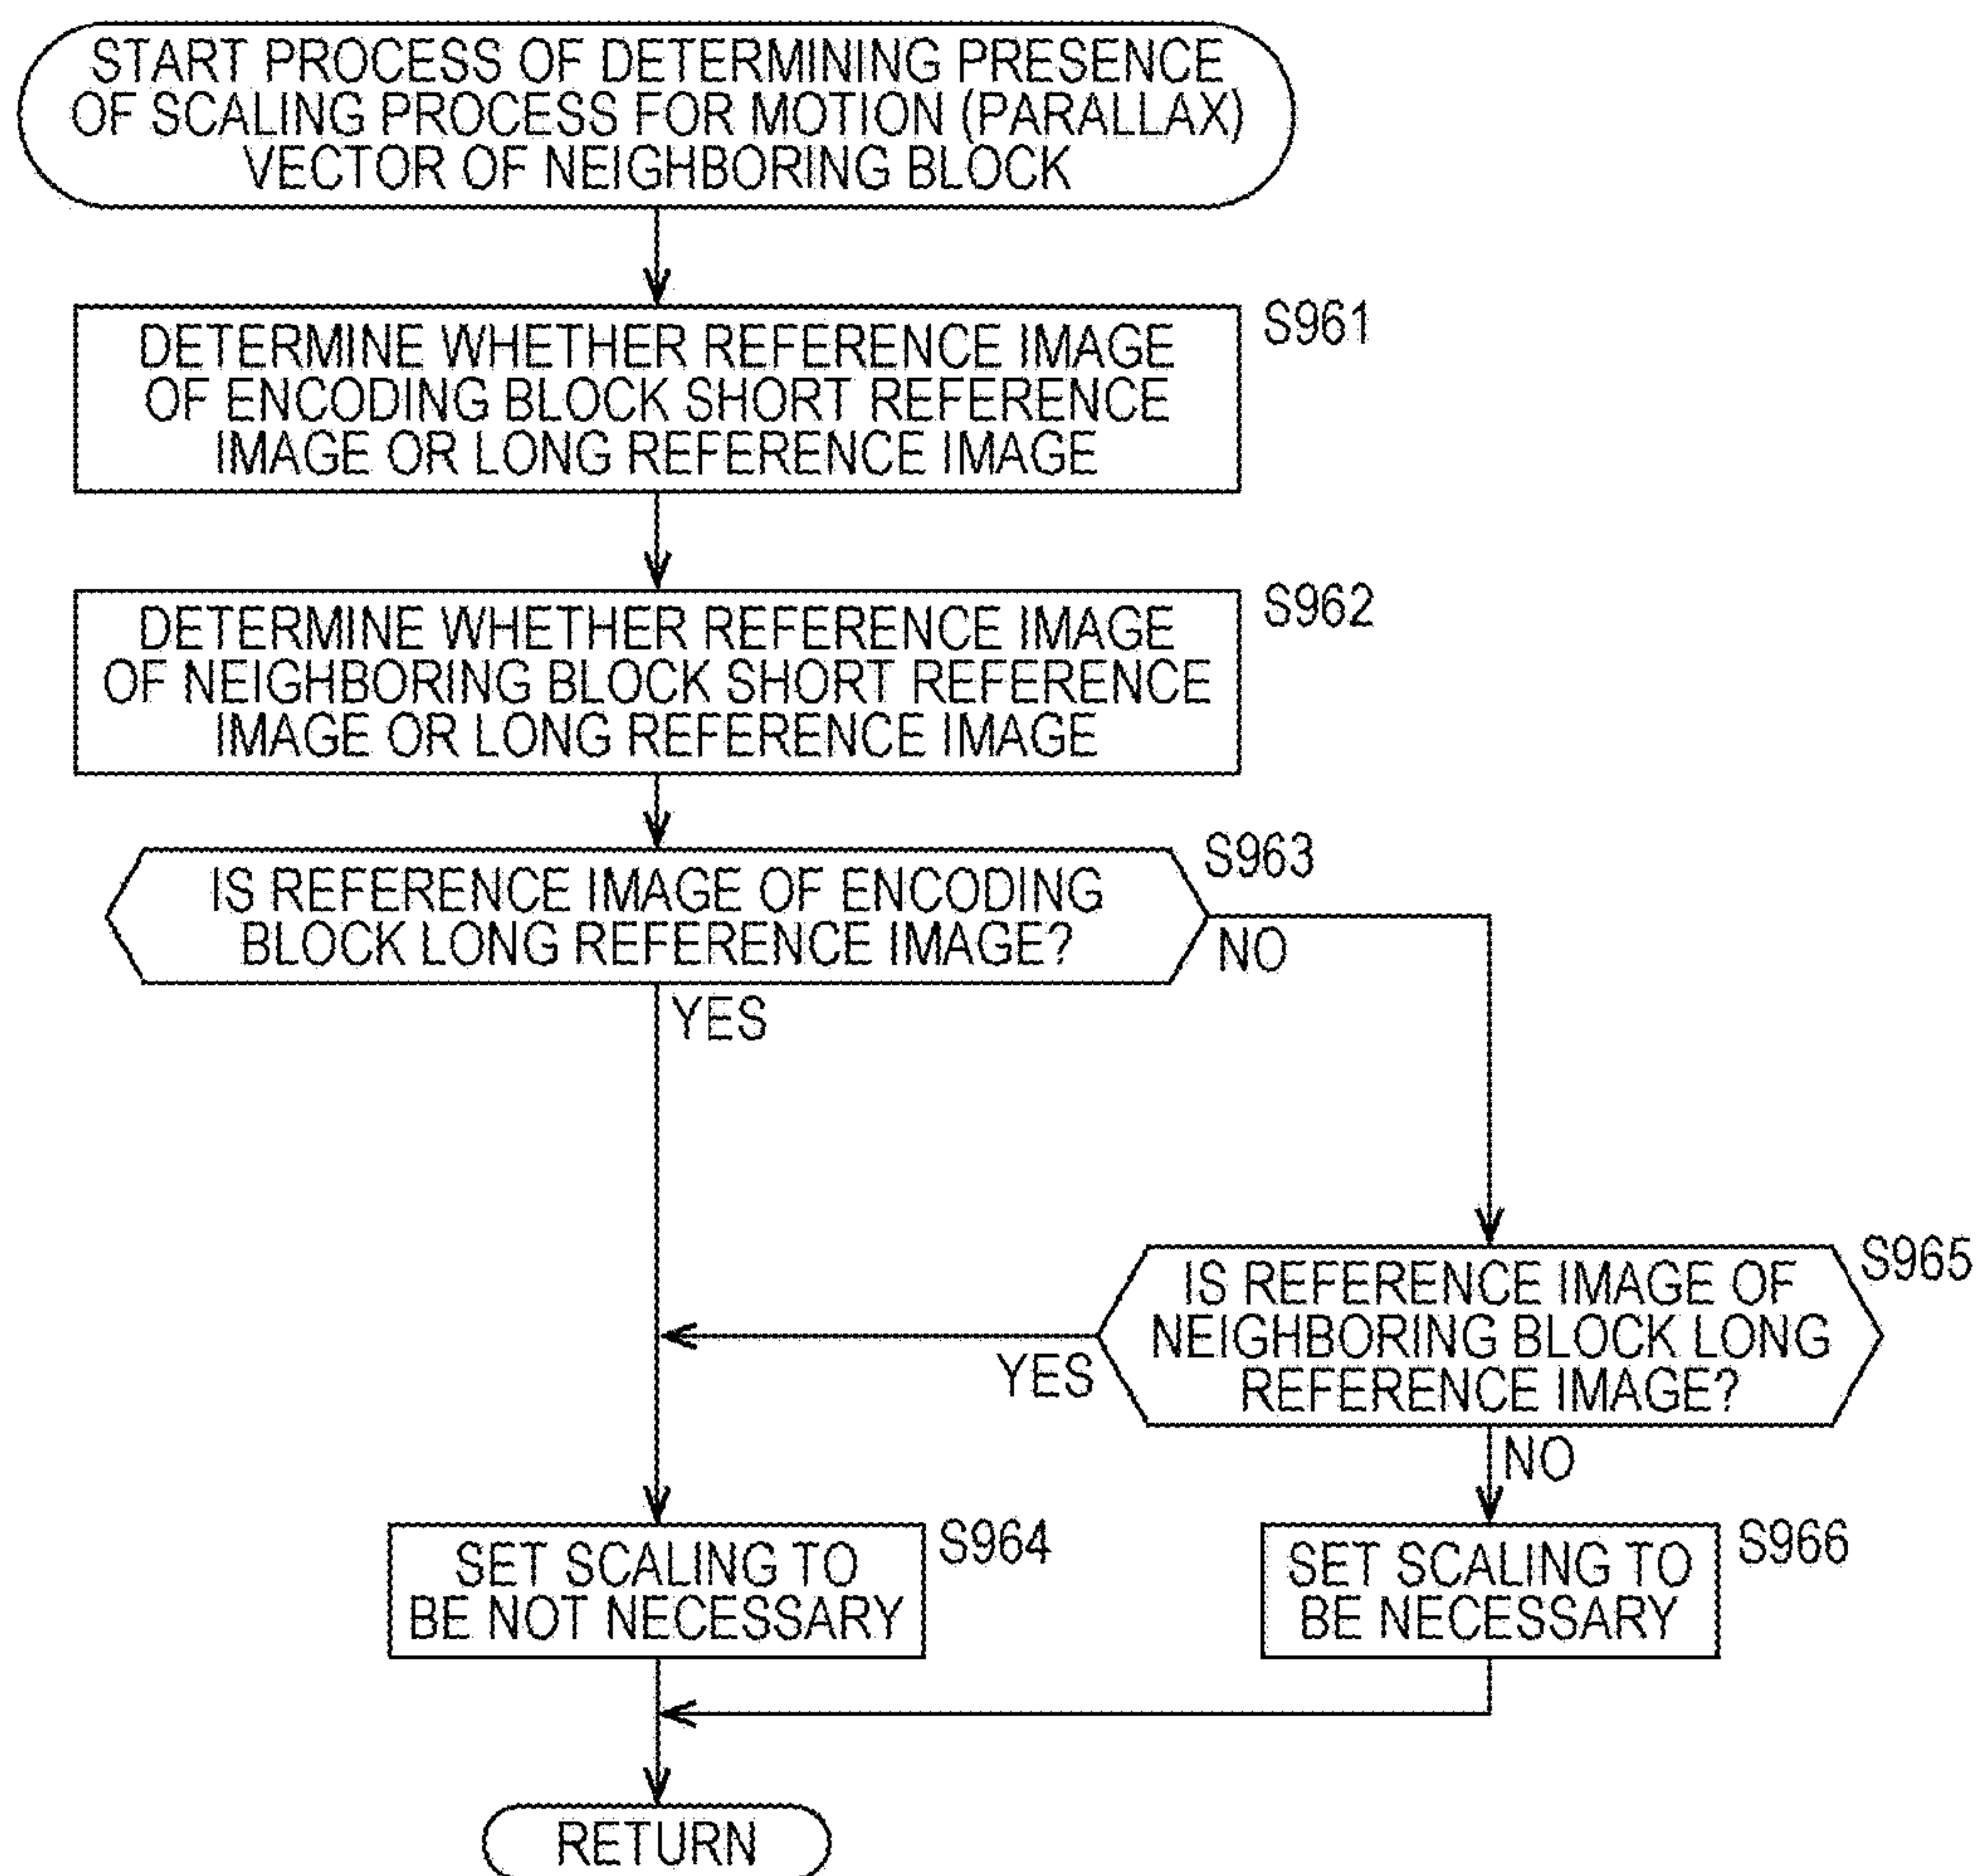 START PROCESS OF DETERMINING PRESENCE
OF SCALING PROCESS FOR MOTION (PARALLAX)
VECTOR OF NEIGHBORING BLOCK
S961
DETERMINE WHETHER REFERENCE IMAGE
OF ENCODING BLOCK SHORT REFERENCE
IMAGE OR LONG REFERENCE IMAGE
S962
DETERMINE WHETHER REFERENCE IMAGE
OF NEIGHBORING BLOCK SHORT REFERENCE
IMAGE OR LONG REFERENCE IMAGE
S963
IS REFERENCE IMAGE OF ENCODING
BLOCK LONG REFERENCE IMAGE?
NO
YES
S965
IS REFERENCE IMAGE OF
NEIGHBORING BLOCK LONG
REFERENCE IMAGE?
YES
NO
S964
SET SCALING TO
BE NOT NECESSARY
S966
SET SCALING TO
BE NECESSARY
RETURN